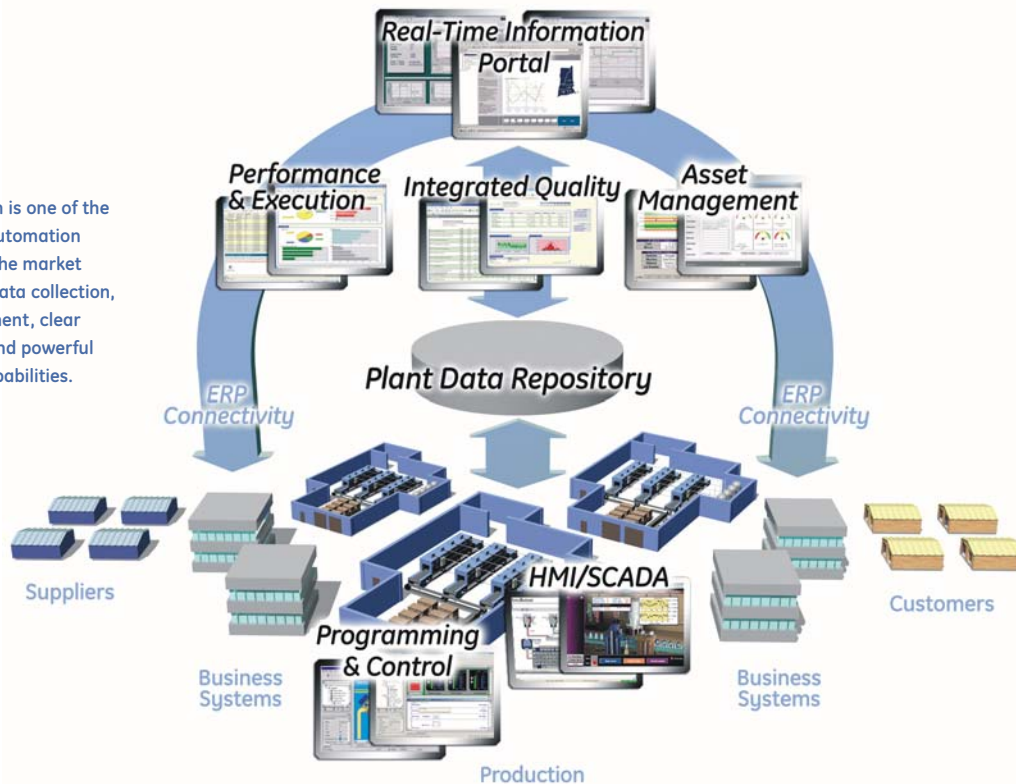 Real-Time Information
Portal
Performance
& Execution
Integrated Quality
Asset
Management
n is one of the
utomation
he market
ata collection,
ment, clear
nd powerful
pabilities.
Plant Data Repository
ERP
Connectivity
ERP
Connectivity
Suppliers
Customers
HMI/SCADA
Programming
& Control
Business
Systems
Business
Systems
Production